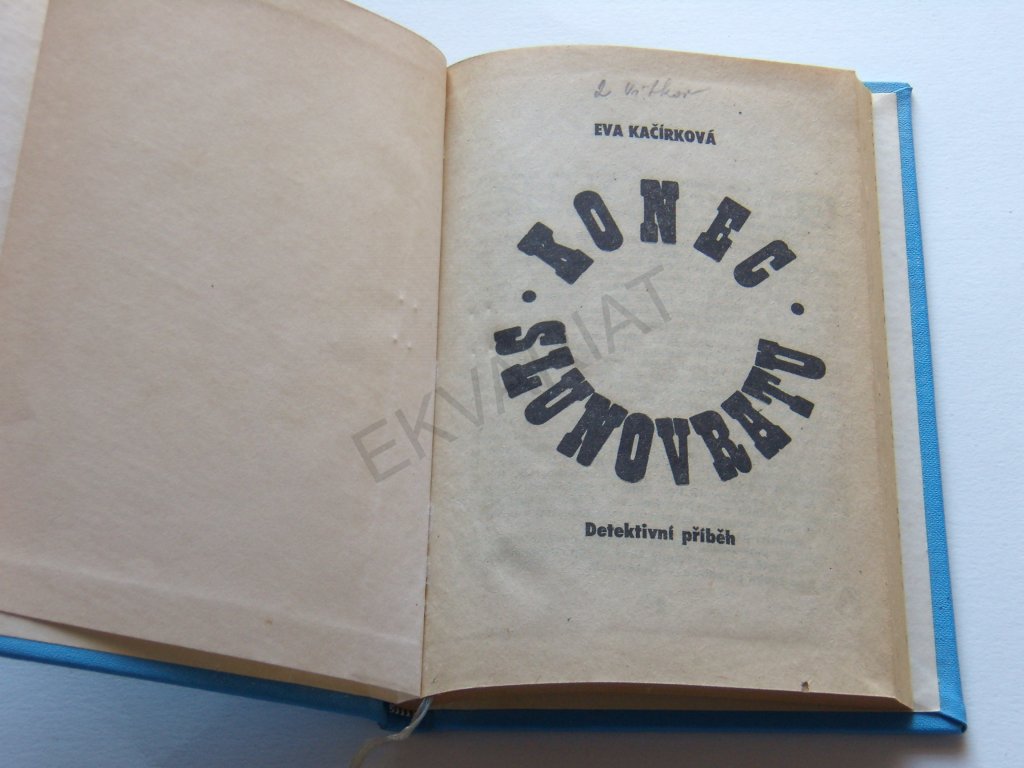 EVA KAČÍRKOVÁ
• KONEC •
SLUNOVRATU
EKVARIAT
Detektivní příběh